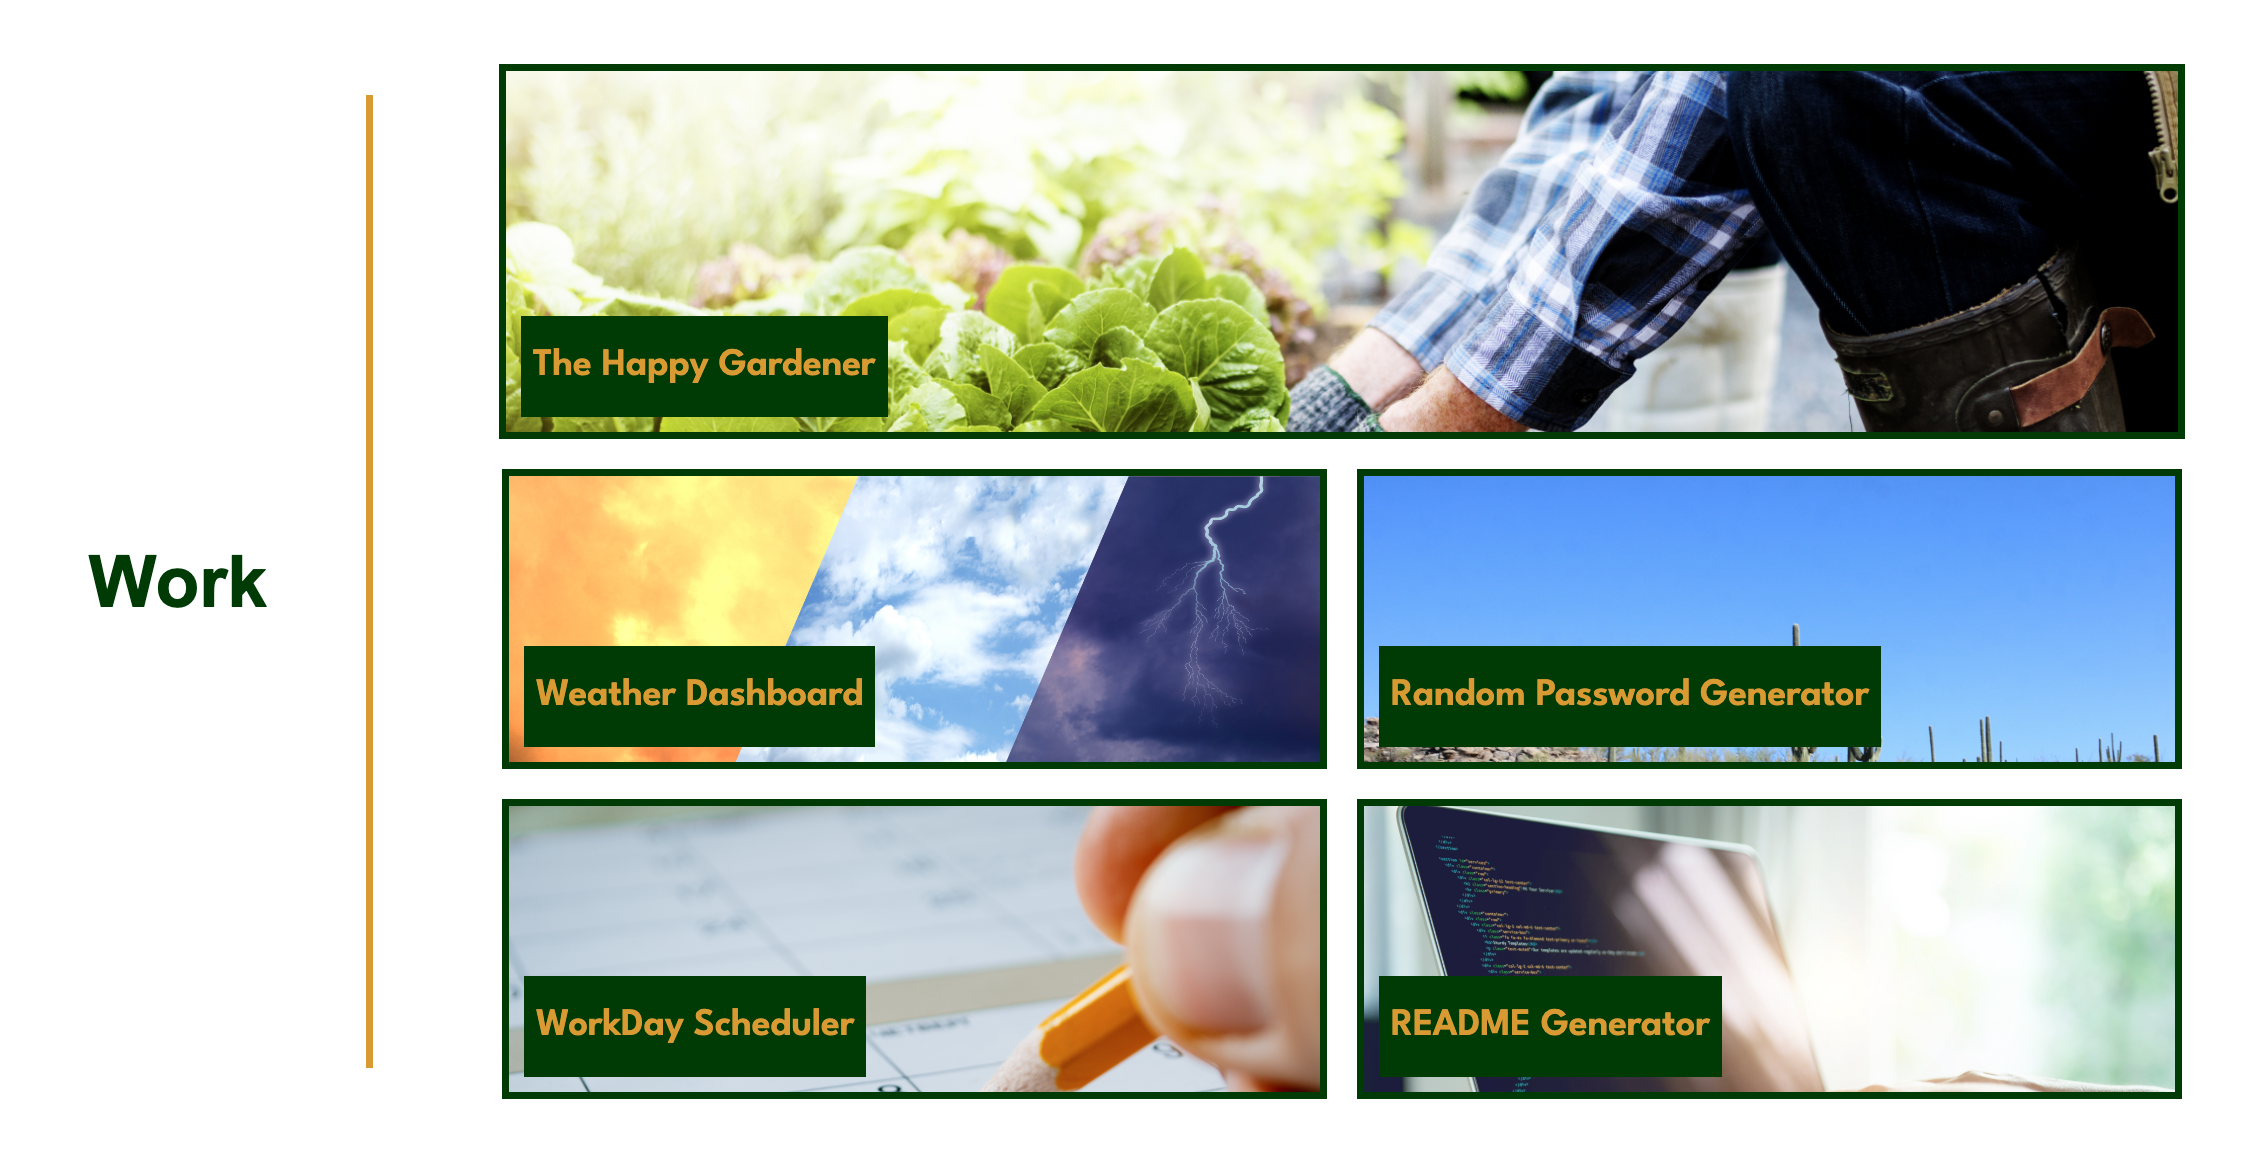 Work
The Happy Gardener
Weather Dashboard
Random Password Generator
WorkDay Scheduler
README Generator